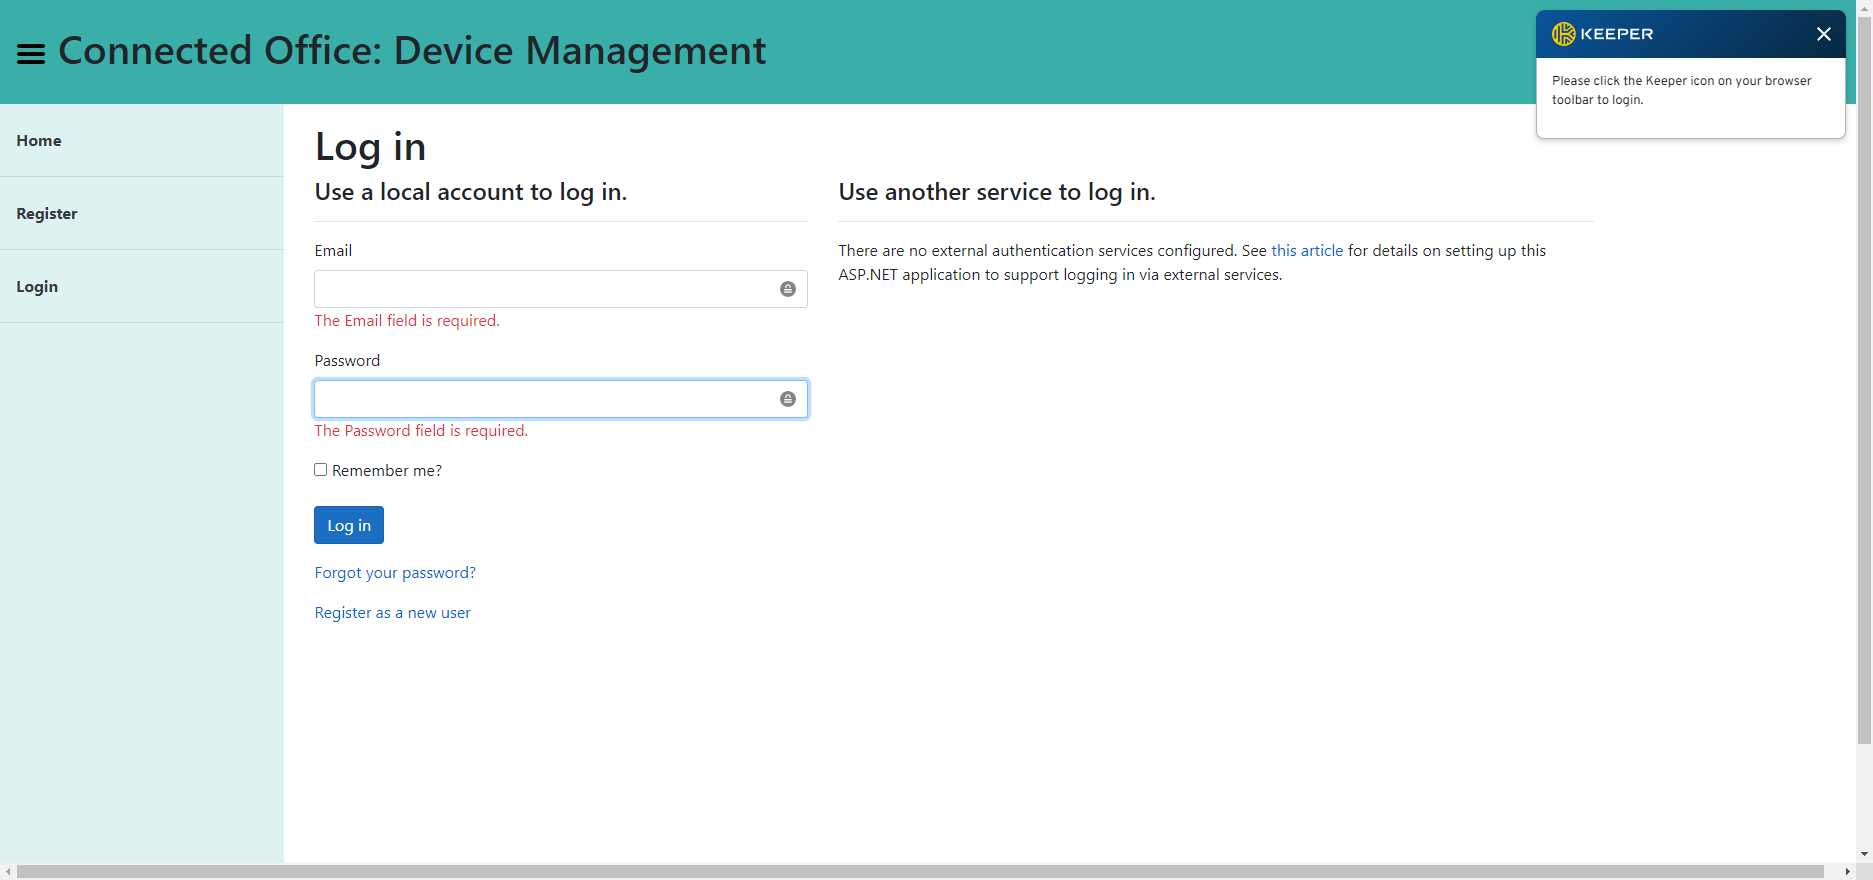 Connected Office: Device Management
KEEPER
Please click the Keeper icon on your browser
toolbar to login.
Home
Register
Login
Log in
Use a local account to log in.
Email
The Email field is required.
Password
The Password field is required.
Remember me?
Log in
Forgot your password?
Register as a new user
Use another service to log in.
There are no external authentication services configured. See this article for details on setting up this
ASP.NET application to support logging in via external services.